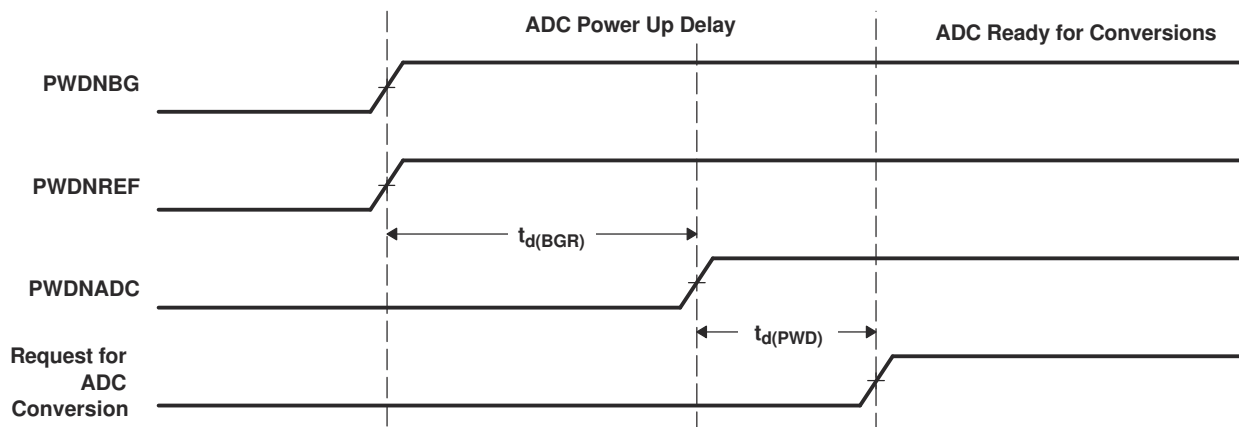 ADC Power Up Delay
ADC Ready for Conversions
PWDNBG
PWDNREF
td(BGR)
PWDNADC
td(PWD)
Request for
ADC
Conversion